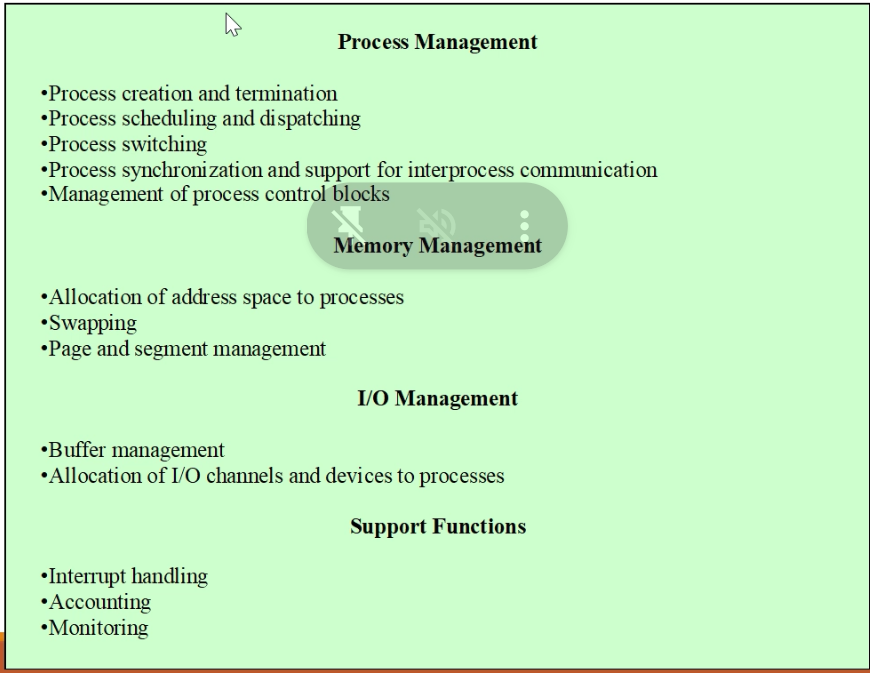 Process Management
•Process creation and termination
•Process scheduling and dispatching
•Process switching
•Process synchronization and support for interprocess communication
•Management of process control blocks
Memory Management
•Allocation of address space to processes
•Swapping
•Page and segment management
I/O Management
•Buffer management
•Allocation of I/O channels and devices to processes
Support Functions
•Interrupt handling
•Accounting
•Monitoring